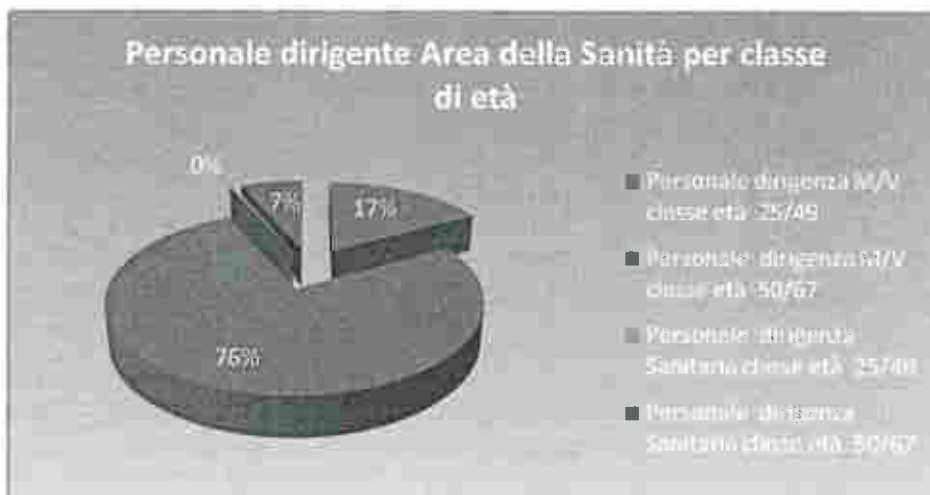 Personale dirigente Area della Sanità per classe
di età
0%
7%
17%
76%
Personale dirigenza M/V
classe età 25/49
Personale dirigenza M/V
classe età 50/67
Personale dirigenza
Sanitaria classe età 25/49
Personale dirigenza
Sanitaria classe età 50/67